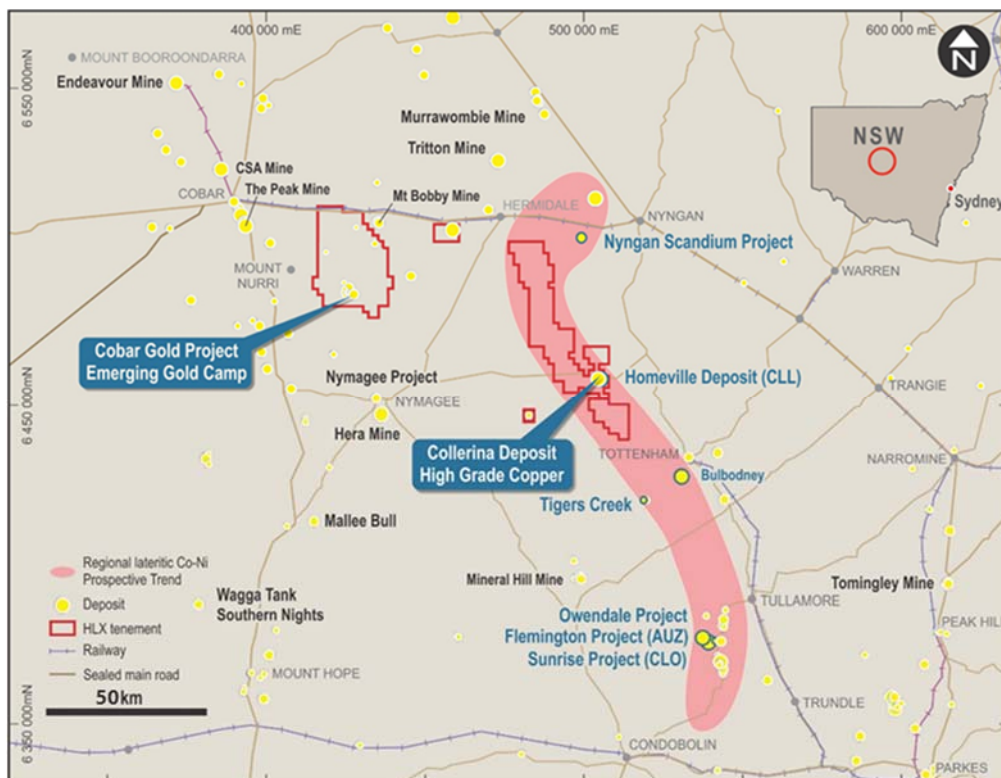 400 000 mE
500 000 mE
600 000 mE
MOUNT BOOROONDARRA
N
Endeavour Mine
6 550 000mN
Murrawombie Mine
NSW
Tritton Mine
CSA Mine
The Peak Mine
COBAR
Mt Bobby Mine
Sydney
HERMIDALE
NYNGAN
Nyngan Scandium Project
MOUNT
NURRI
WARREN
Cobar Gold Project
Emerging Gold Camp
Nymagee Project
Homeville Deposit (CLL)
TRANGIE
NYMAGEE
6 450 000mN
Hera Mine
Collerina Deposit
High Grade Copper
TOTTENHAM
NARROMINE
Bulbodney
Tigers Creek
Mallee Bull
Regional lateritic Co-Ni
Prospective Trend
Mineral Hill Mine
Tomingley Mine
Deposit
Wagga Tank
Southern Nights
TULLAMORE
HLX tenement
Owendale Project
PEAK HILL
Flemington Project (AUZ)
Railway
Sunrise Project (CLO)
Sealed main road
MOUNT HOPE
50km
TRUNDLE
6 350 000mN
CONDOBOLIN
PARKES